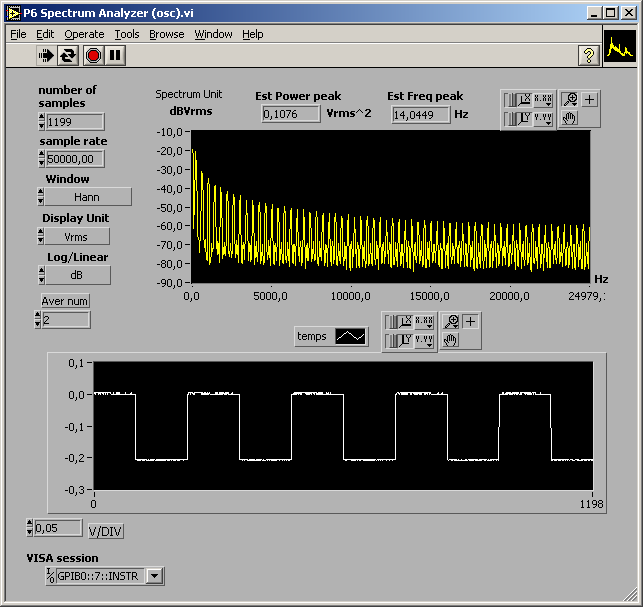 P6 Spectrum Analyzer (osc).vi
File Edit Operate Tools Browse Window Help
number of
samples
1199
sample rate
50000,00
Window
Hann
Display Unit
Vrms
Log/Linear
dB
Aver num
2
Spectrum Unit
dBVrms
Est Power peak
0,1076 Vrms^2
Est Freq peak
14,0449 Hz
X.XX
Y.YY
-10,0
-20,0
-30,0
-40,0
-50,0
-60,0
-70,0
-80,0
-90,0
Hz
0,0 5000,0 10000,0 15000,0 20000,0 24979,
temps
X.XX
Y.YY
0,1
0,0
-0,1
-0,2
-0,3
0 1198
0,05 V/DIV
VISA session
GPIB0::7::INSTR